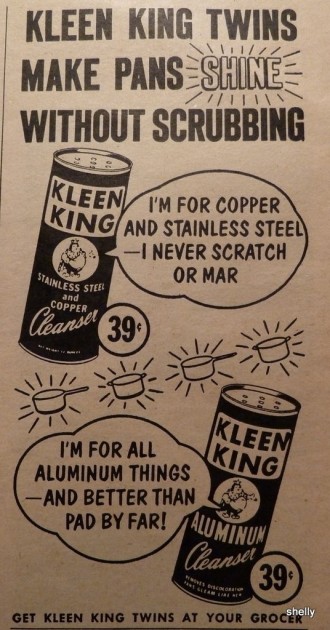 KLEEN KING TWINS
MAKE PANS SHINE
WITHOUT SCRUBBING
KLEEN
KING
STAINLESS STEEL
and
COPPER
Cleanser
39¢
I'M FOR COPPER
AND STAINLESS STEEL
—I NEVER SCRATCH
OR MAR
I'M FOR ALL
ALUMINUM THINGS
—AND BETTER THAN
PAD BY FAR!
KLEEN
KING
ALUMINUM
Cleanser
REMOVES DISCOLORATION
39¢
GET KLEEN KING TWINS AT YOUR GROCER
shelly